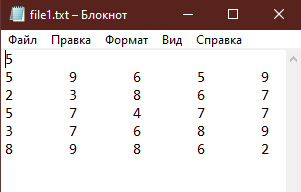 file1.txt – Блокнот
Файл Правка Формат Вид Справка
5
5 9 6 5 9
2 3 8 6 7
5 7 4 7 7
3 7 6 8 9
8 9 8 6 2